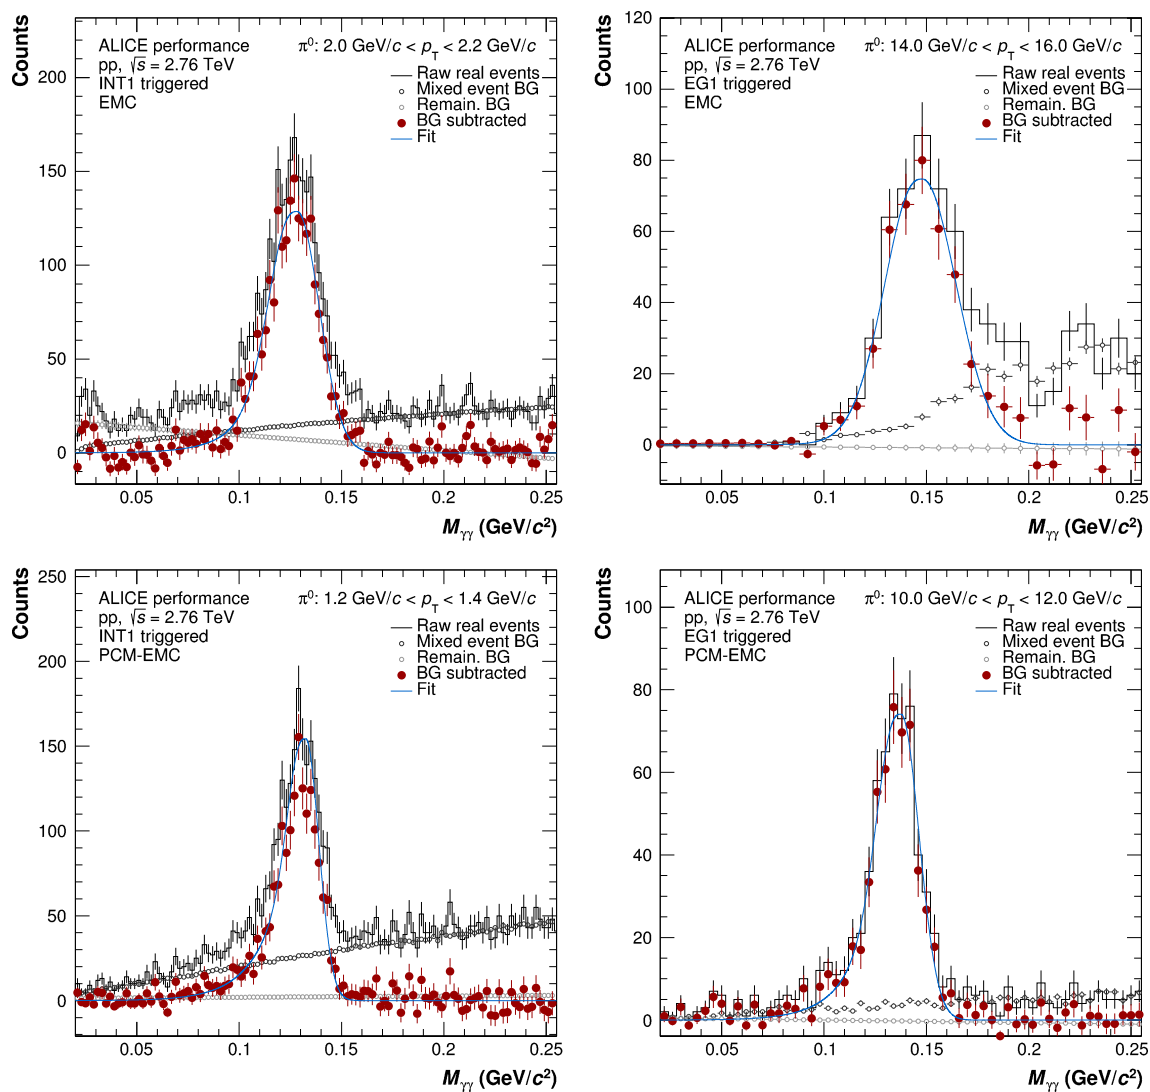 Counts
ALICE performance
pp, √s = 2.76 TeV
INT1 triggered
EMC
π⁰: 2.0 GeV/c < p_T < 2.2 GeV/c
Raw real events
Mixed event BG
Remain. BG
BG subtracted
Fit
200
150
100
50
0
0.05 0.1 0.15 0.2 0.25
M_γγ (GeV/c²)
Counts
ALICE performance
pp, √s = 2.76 TeV
EG1 triggered
EMC
π⁰: 14.0 GeV/c < p_T < 16.0 GeV/c
Raw real events
Mixed event BG
Remain. BG
BG subtracted
Fit
120
100
80
60
40
20
0
0.05 0.1 0.15 0.2 0.25
M_γγ (GeV/c²)
Counts
ALICE performance
pp, √s = 2.76 TeV
INT1 triggered
PCM-EMC
π⁰: 1.2 GeV/c < p_T < 1.4 GeV/c
Raw real events
Mixed event BG
Remain. BG
BG subtracted
Fit
250
200
150
100
50
0
0.05 0.1 0.15 0.2 0.25
M_γγ (GeV/c²)
Counts
ALICE performance
pp, √s = 2.76 TeV
EG1 triggered
PCM-EMC
π⁰: 10.0 GeV/c < p_T < 12.0 GeV/c
Raw real events
Mixed event BG
Remain. BG
BG subtracted
Fit
100
80
60
40
20
0
0.05 0.1 0.15 0.2 0.25
M_γγ (GeV/c²)